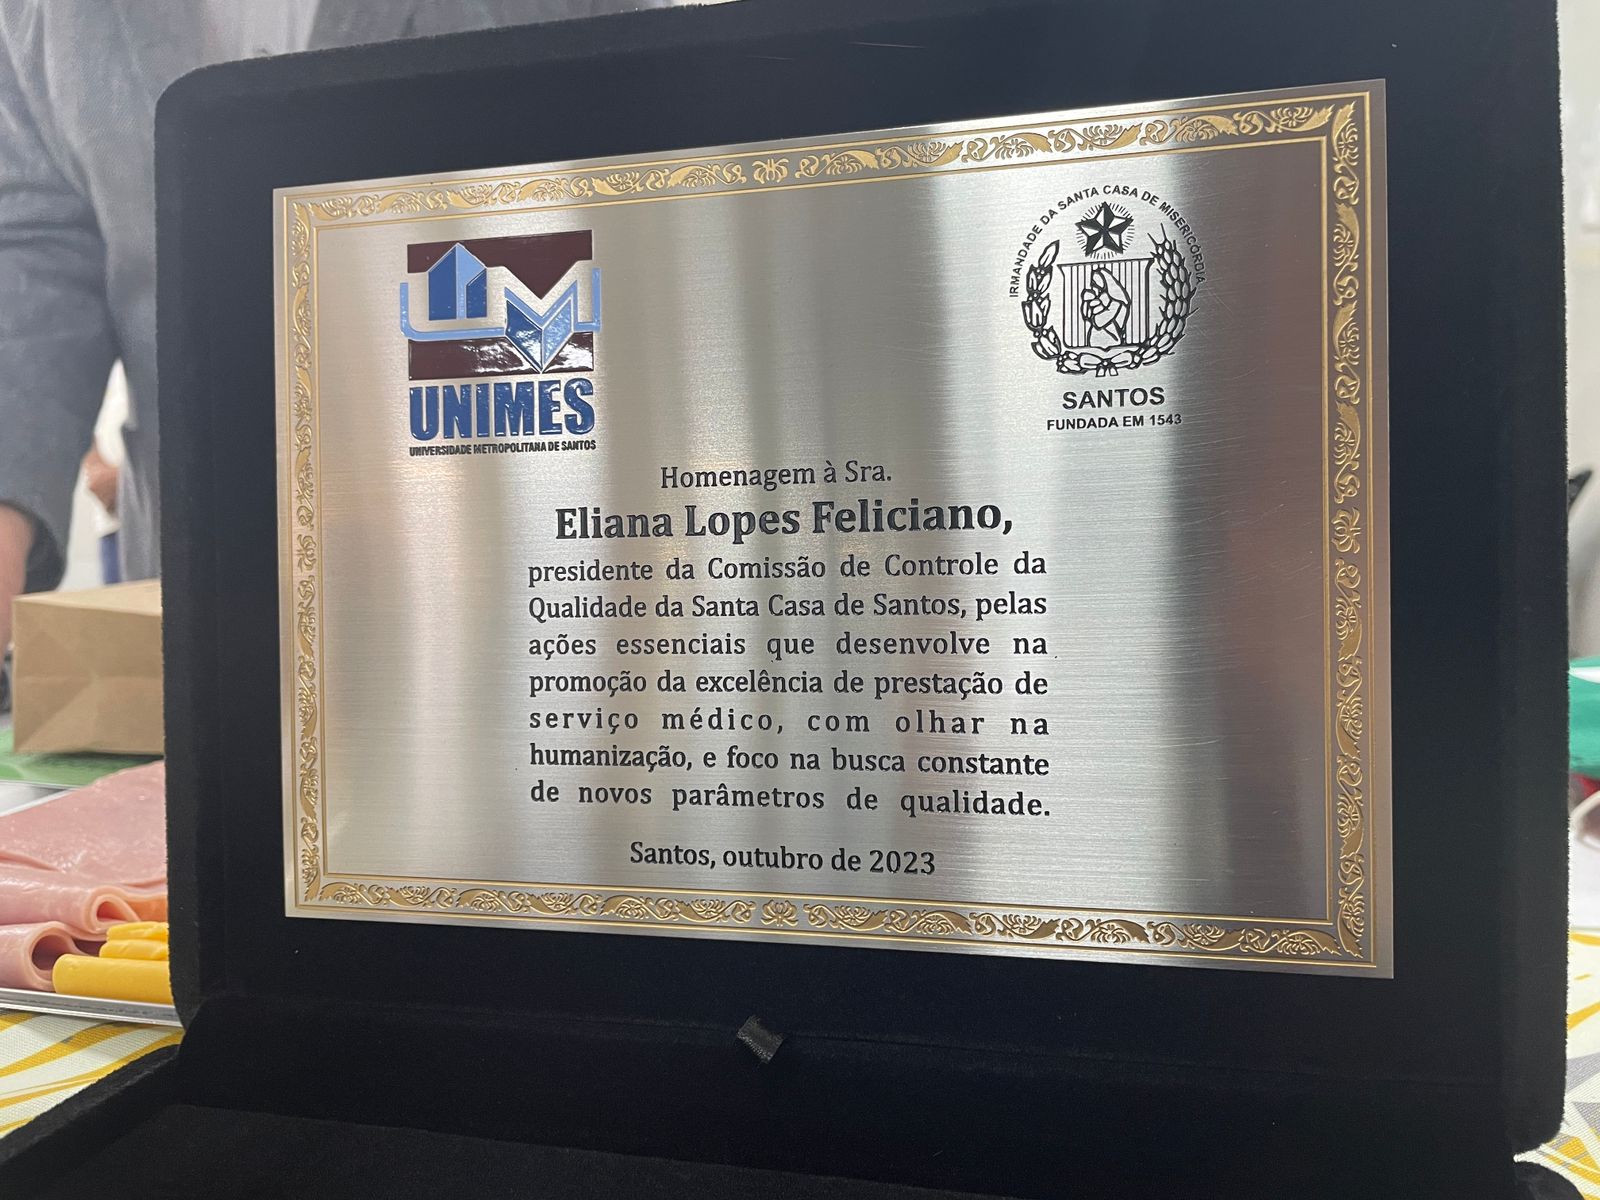 UNIMES
UNIVERSIDADE METROPOLITANA DE SANTOS
IRMANDADE DA SANTA CASA DE MISERICÓRDIA
SANTOS
FUNDADA EM 1543
Homenagem à Sra.
Eliana Lopes Feliciano,
presidente da Comissão de Controle da
Qualidade da Santa Casa de Santos, pelas
ações essenciais que desenvolve na
promoção da excelência de prestação de
serviço médico, com olhar na
humanização, e foco na busca constante
de novos parâmetros de qualidade.
Santos, outubro de 2023